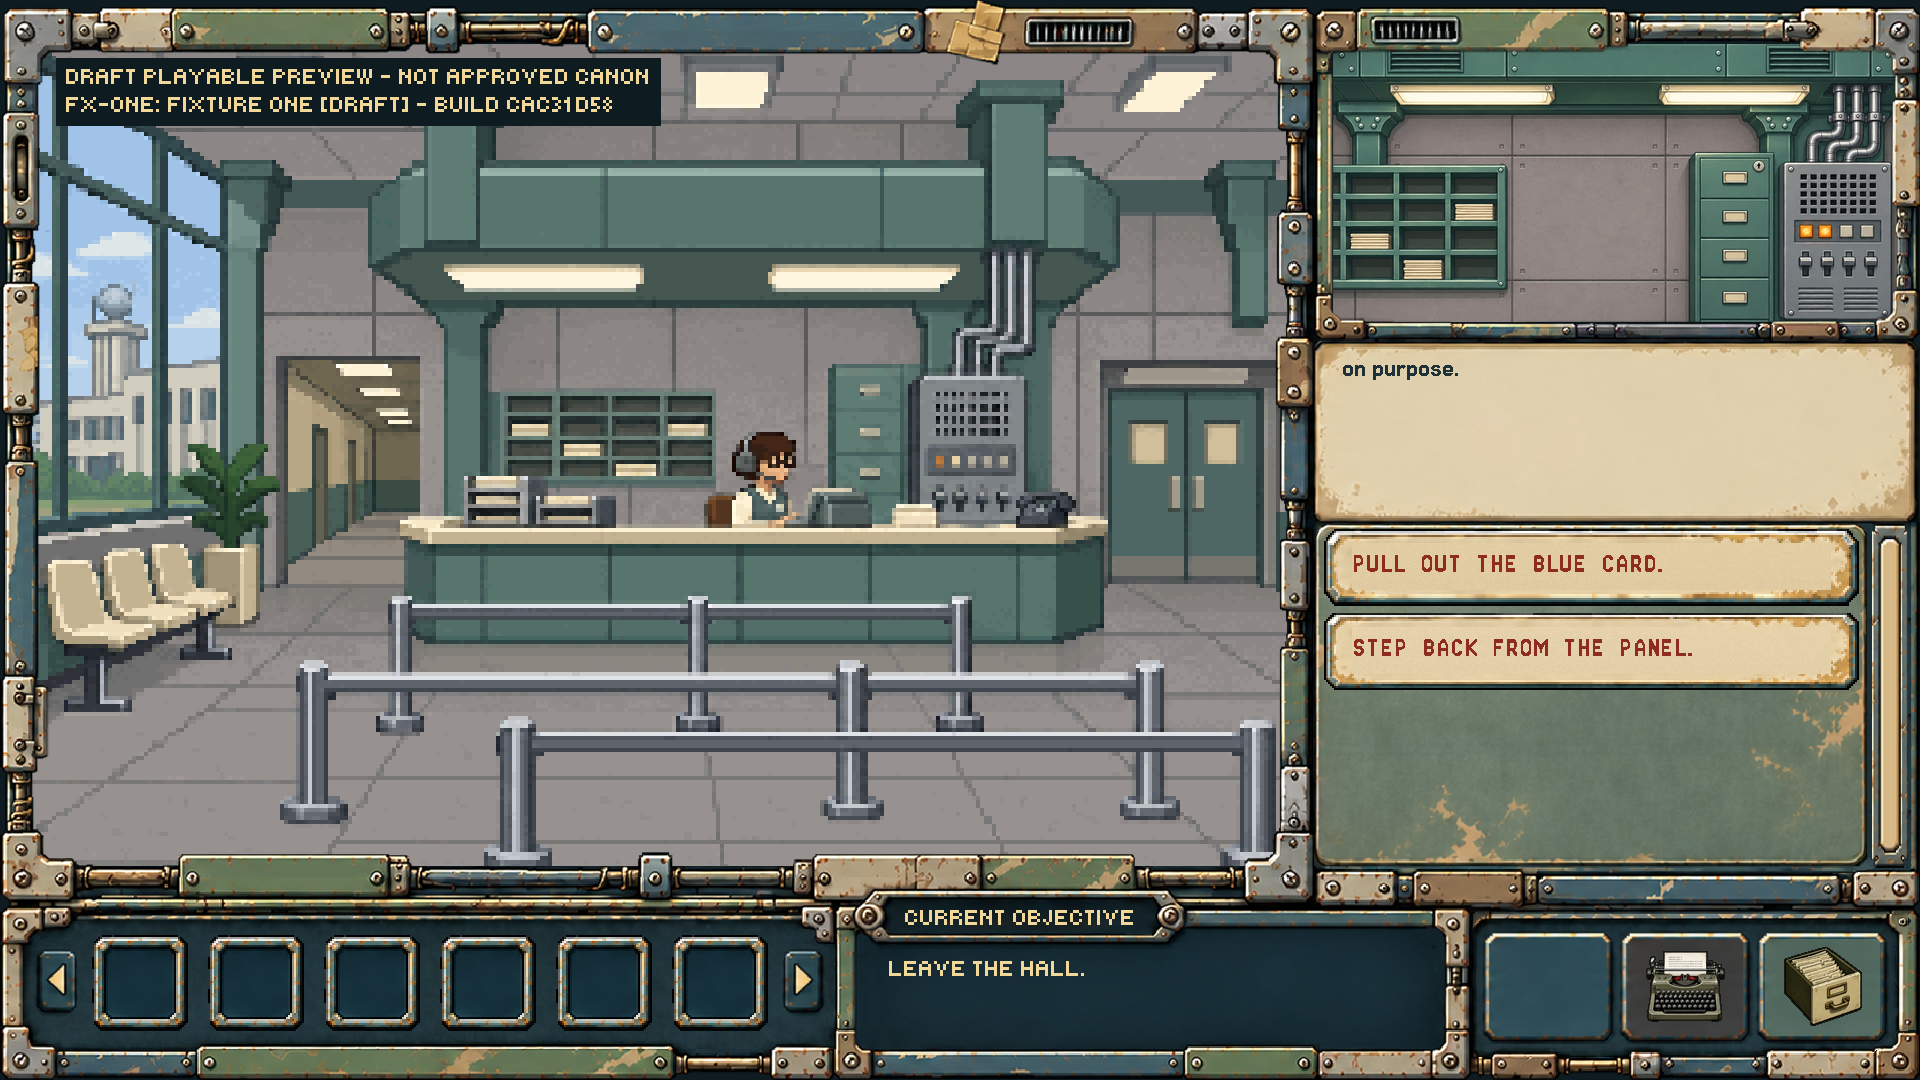 DRAFT PLAYABLE PREVIEW - NOT APPROVED CANON
FX-ONE: FIXTURE ONE [DRAFT] - BUILD CAC31D58
on purpose.
PULL OUT THE BLUE CARD.
STEP BACK FROM THE PANEL.
CURRENT OBJECTIVE
LEAVE THE HALL.